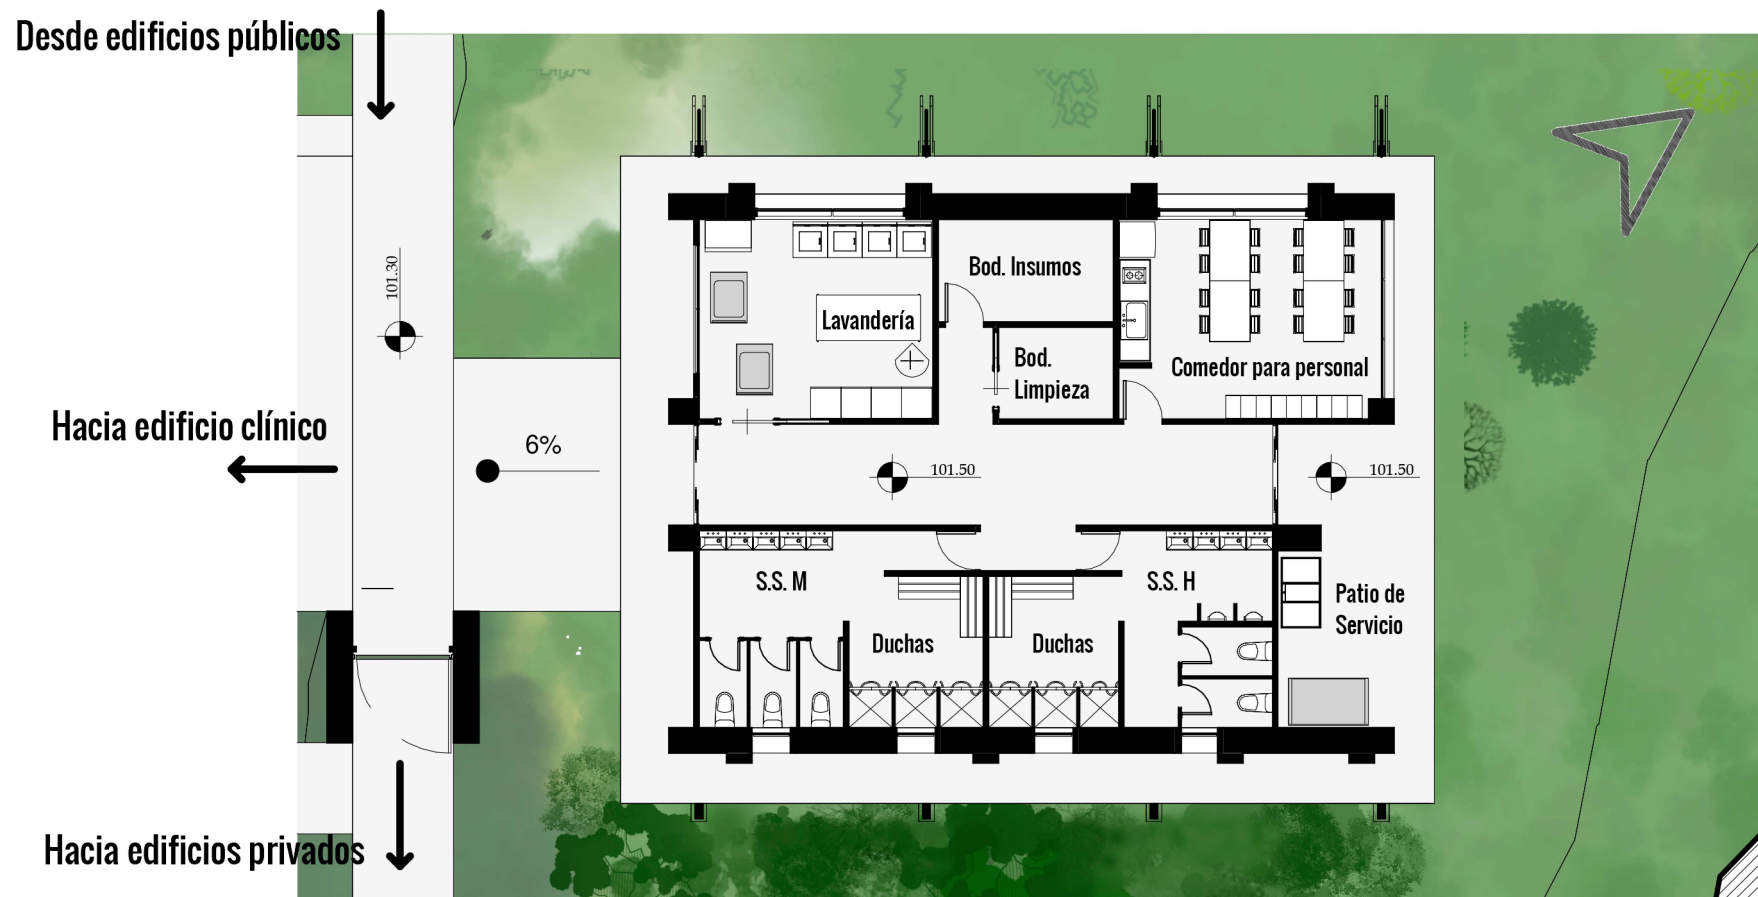 Desde edificios públicos
101.30
Bod. Insumos
Lavandería
Bod.
Limpieza
Comedor para personal
Hacia edificio clínico
6%
101.50
101.50
S.S. M
S.S. H
Patio de
Servicio
Duchas
Duchas
Hacia edificios privados